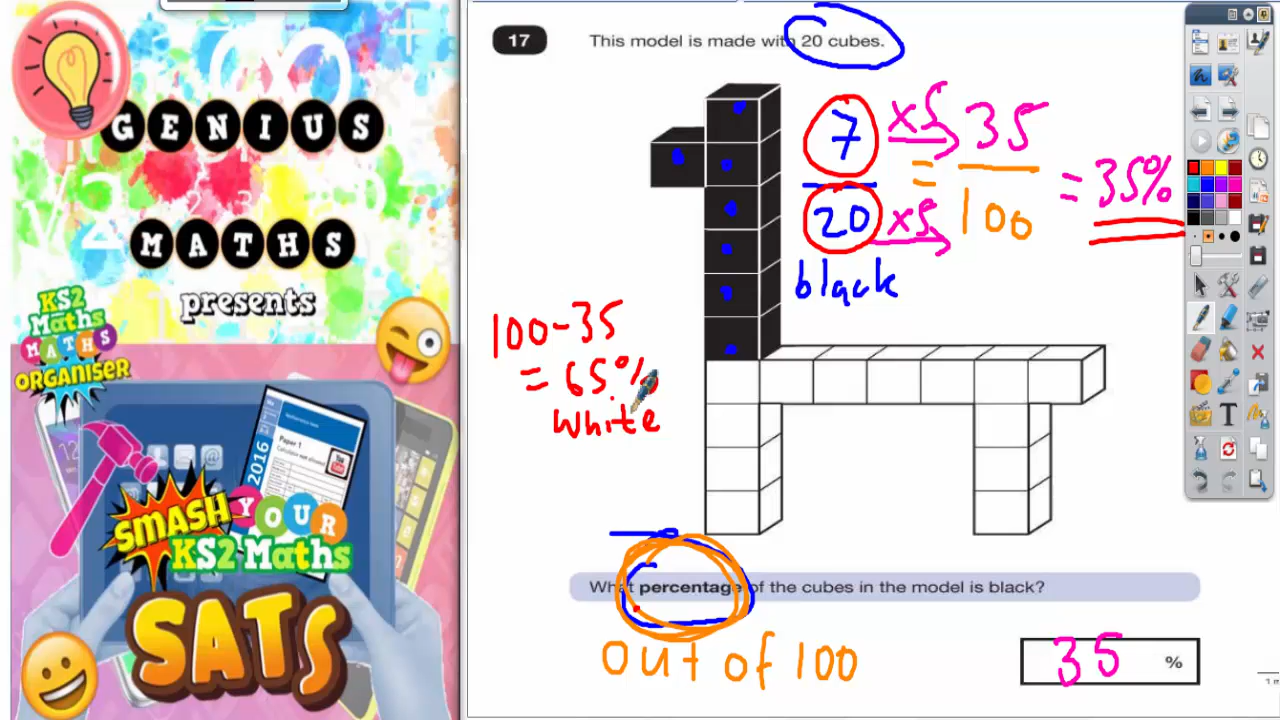 GENIUS
MATHS
presents
KS2
Maths
MATHS
ORGANISER
2016
Paper 1
SMASH YOUR
KS2 Maths
SATS
17 This model is made with 20 cubes.
7 x5 35
= = 35%
20 x5 100
black
100-35
= 65%
white
What percentage of the cubes in the model is black?
out of 100
35 %